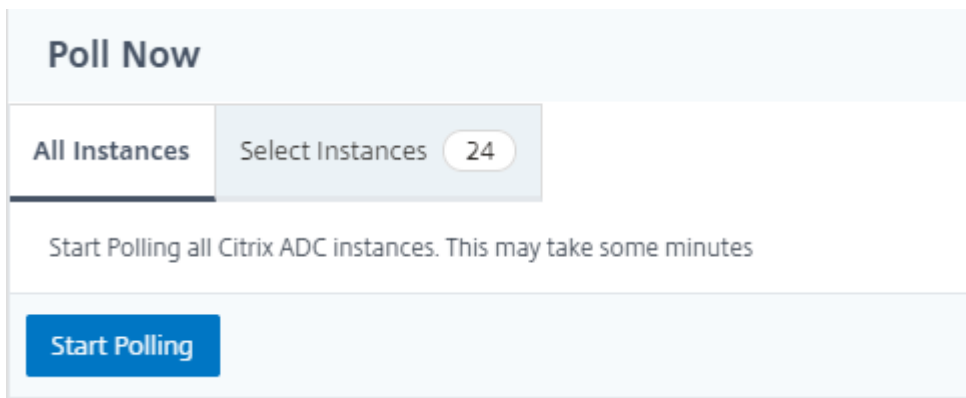 Poll Now
All Instances Select Instances 24
Start Polling all Citrix ADC instances. This may take some minutes
Start Polling